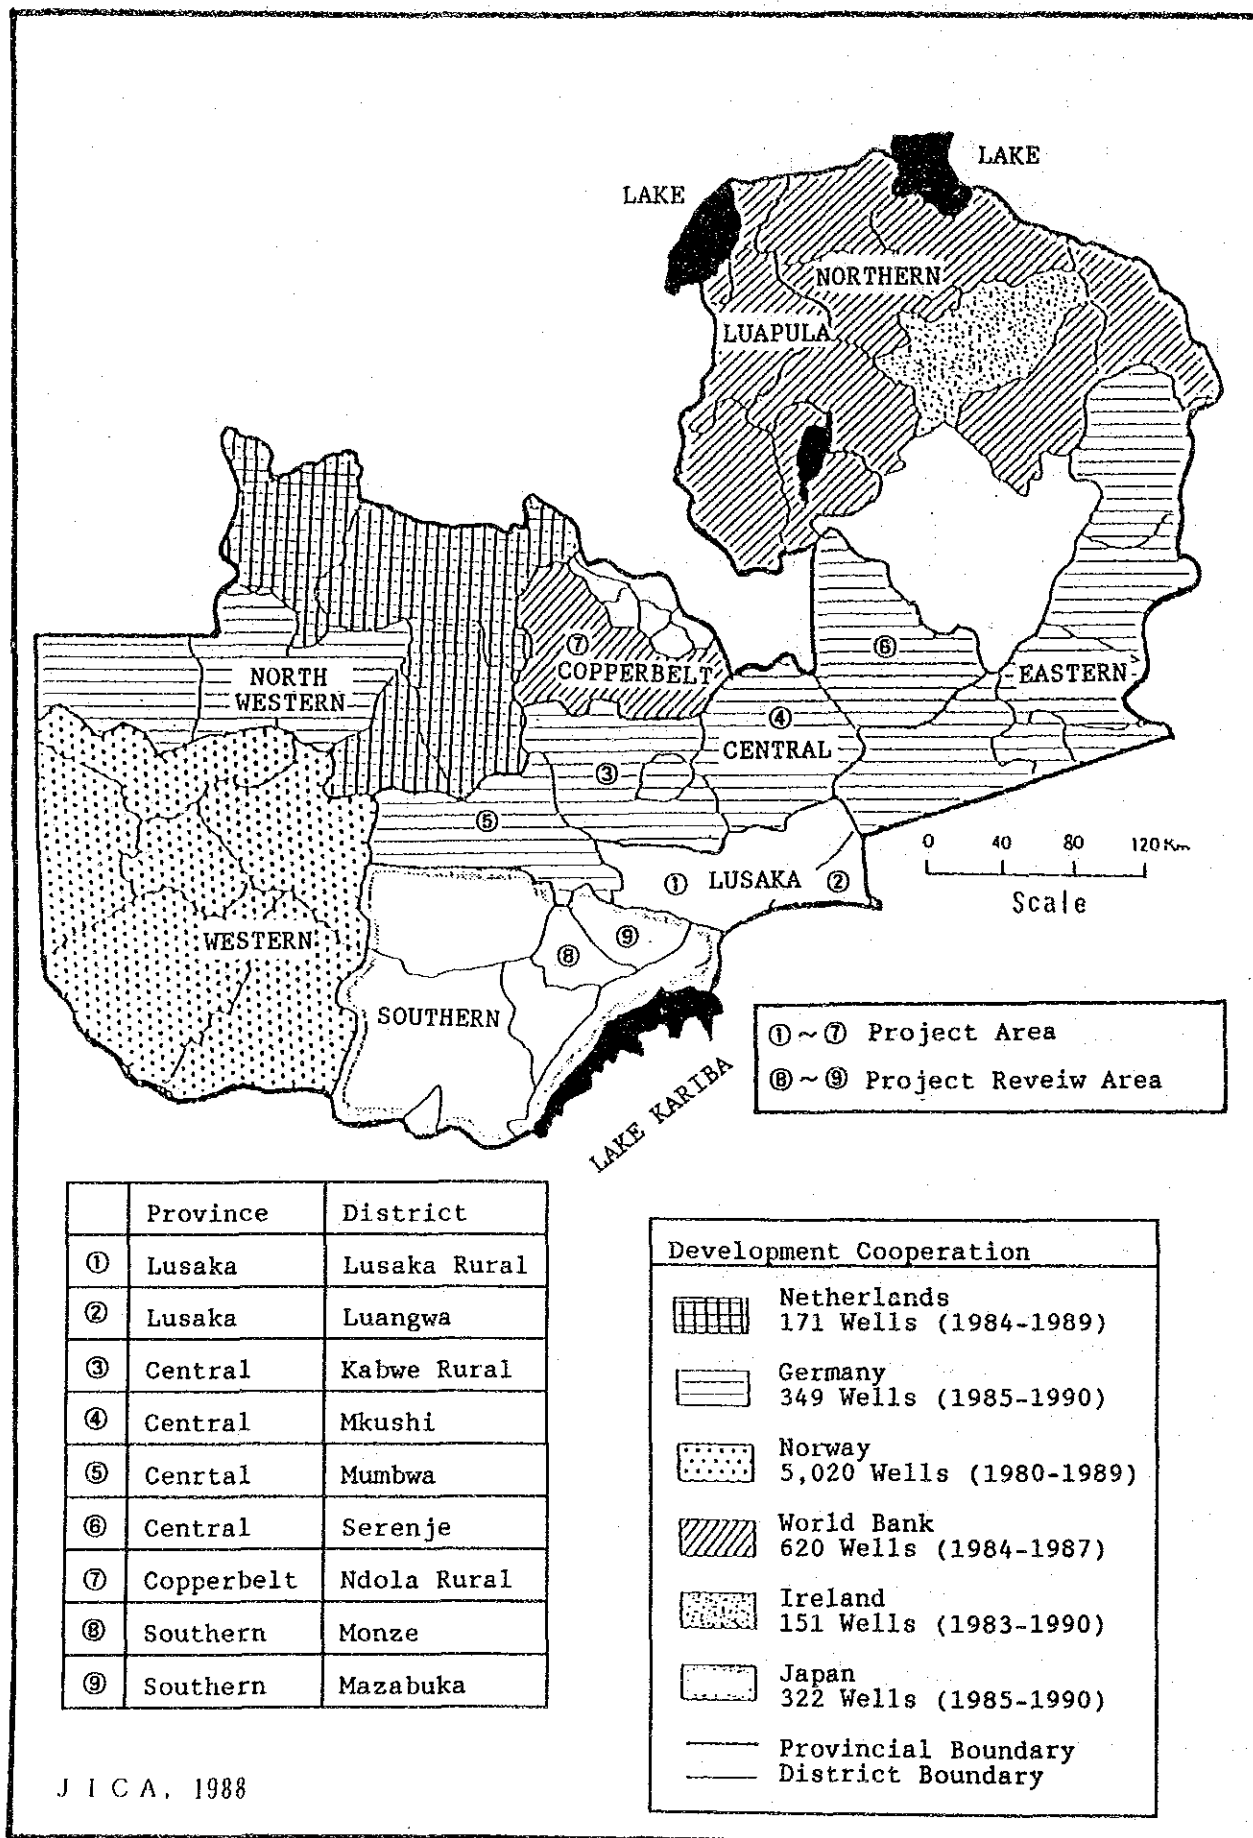 LAKE
LAKE
NORTHERN
LUAPULA
⑦
COPPERBELT
⑥
NORTH
WESTERN
EASTERN
④
CENTRAL
③
⑤
0 40 80 120 Km
Scale
① LUSAKA ②
WESTERN
⑨
⑧
SOUTHERN
LAKE KARIBA
①~⑦ Project Area
⑧~⑨ Project Reveiw Area
Province District
① Lusaka Lusaka Rural
② Lusaka Luangwa
③ Central Kabwe Rural
④ Central Mkushi
⑤ Cenrtal Mumbwa
⑥ Central Serenje
⑦ Copperbelt Ndola Rural
⑧ Southern Monze
⑨ Southern Mazabuka
Development Cooperation
Netherlands
171 Wells (1984-1989)
Germany
349 Wells (1985-1990)
Norway
5,020 Wells (1980-1989)
World Bank
620 Wells (1984-1987)
Ireland
151 Wells (1983-1990)
Japan
322 Wells (1985-1990)
Provincial Boundary
District Boundary
JICA, 1988